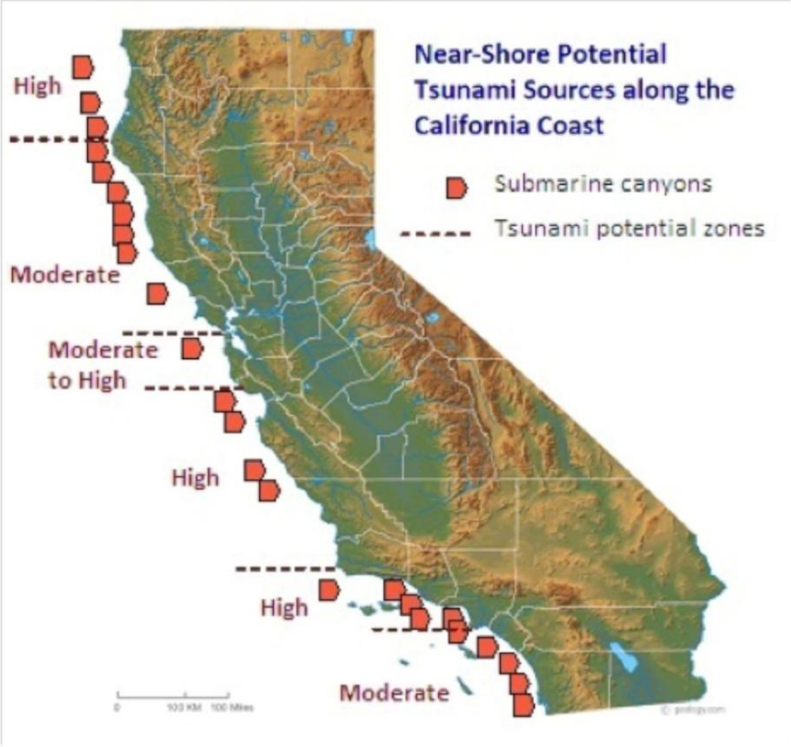 Near-Shore Potential
Tsunami Sources along the
California Coast
Submarine canyons
Tsunami potential zones
High
Moderate
Moderate
to High
High
High
Moderate
0 100 KM 100 Miles